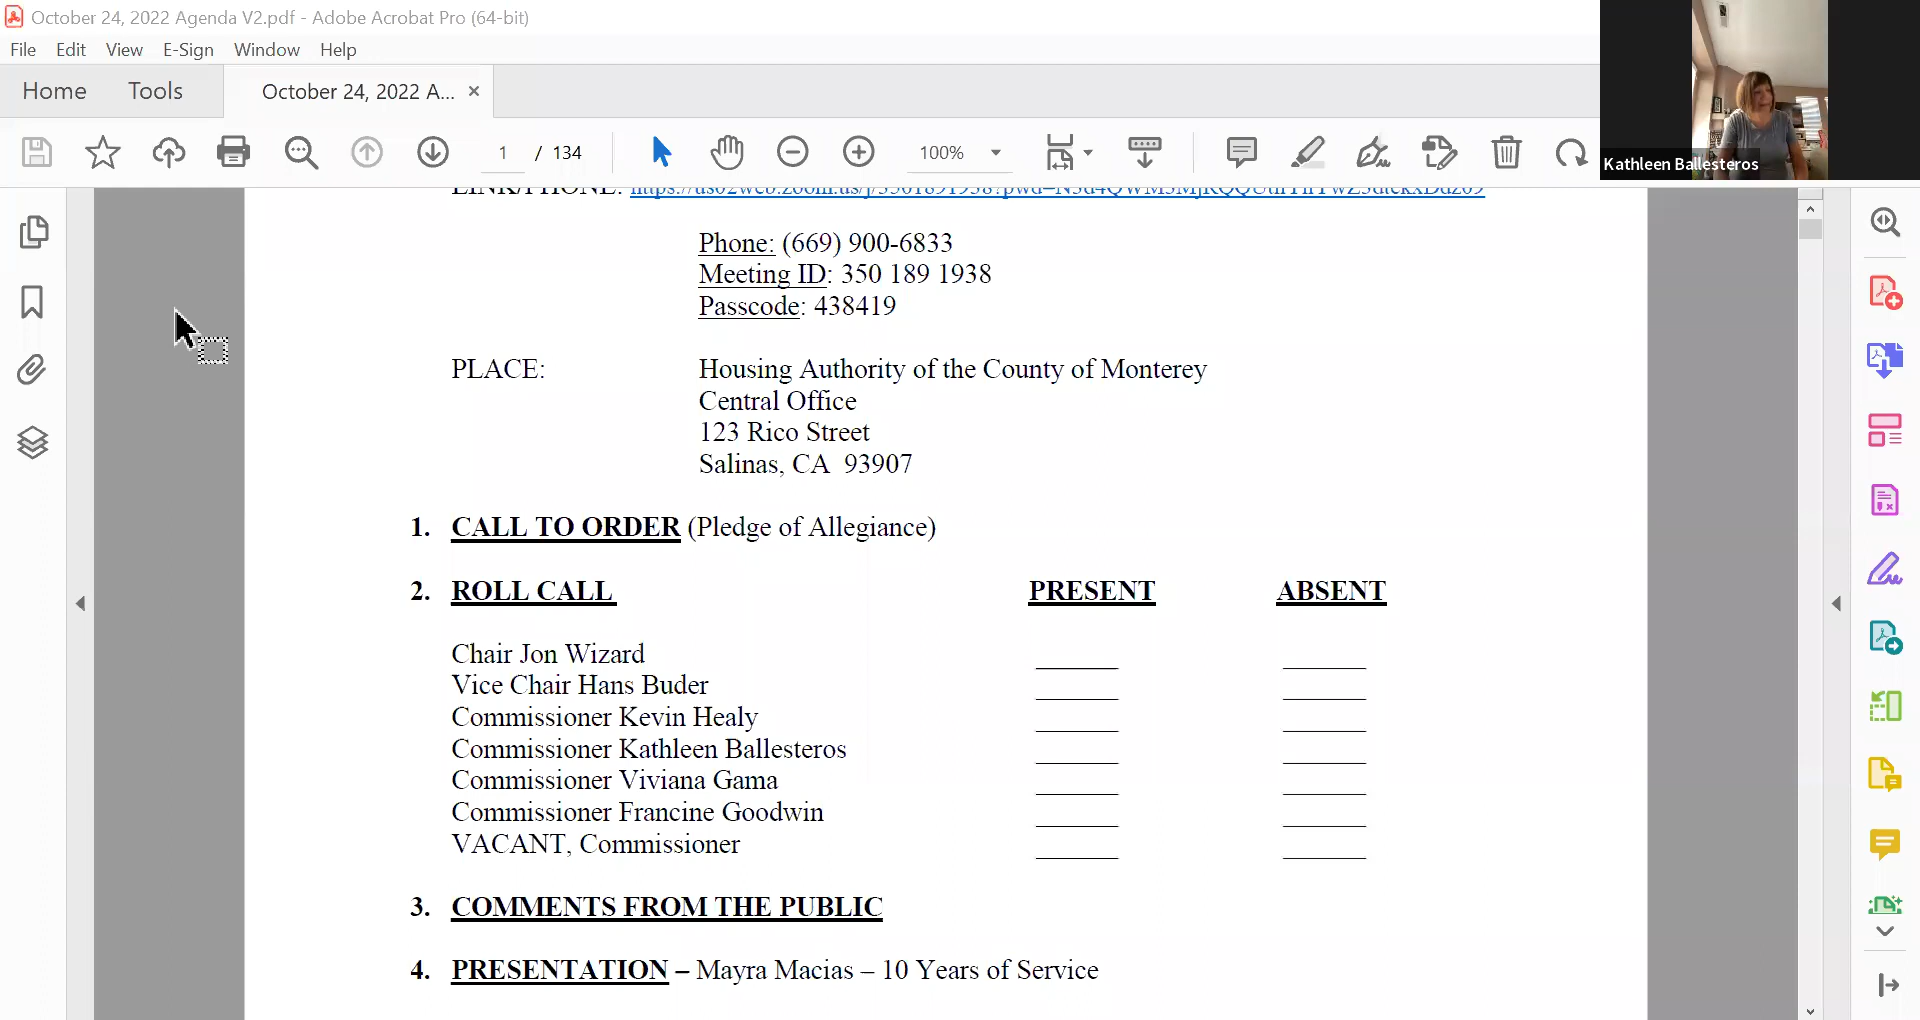 October 24, 2022 Agenda V2.pdf - Adobe Acrobat Pro (64-bit)
File Edit View E-Sign Window Help
Home Tools October 24, 2022 A... ×
1 / 134 100%
Kathleen Ballesteros
LINK/PHONE:
Phone: (669) 900-6833
Meeting ID: 350 189 1938
Passcode: 438419
PLACE: Housing Authority of the County of Monterey
Central Office
123 Rico Street
Salinas, CA 93907
1. CALL TO ORDER (Pledge of Allegiance)
2. ROLL CALL PRESENT ABSENT
Chair Jon Wizard
Vice Chair Hans Buder
Commissioner Kevin Healy
Commissioner Kathleen Ballesteros
Commissioner Viviana Gama
Commissioner Francine Goodwin
VACANT, Commissioner
3. COMMENTS FROM THE PUBLIC
4. PRESENTATION – Mayra Macias – 10 Years of Service